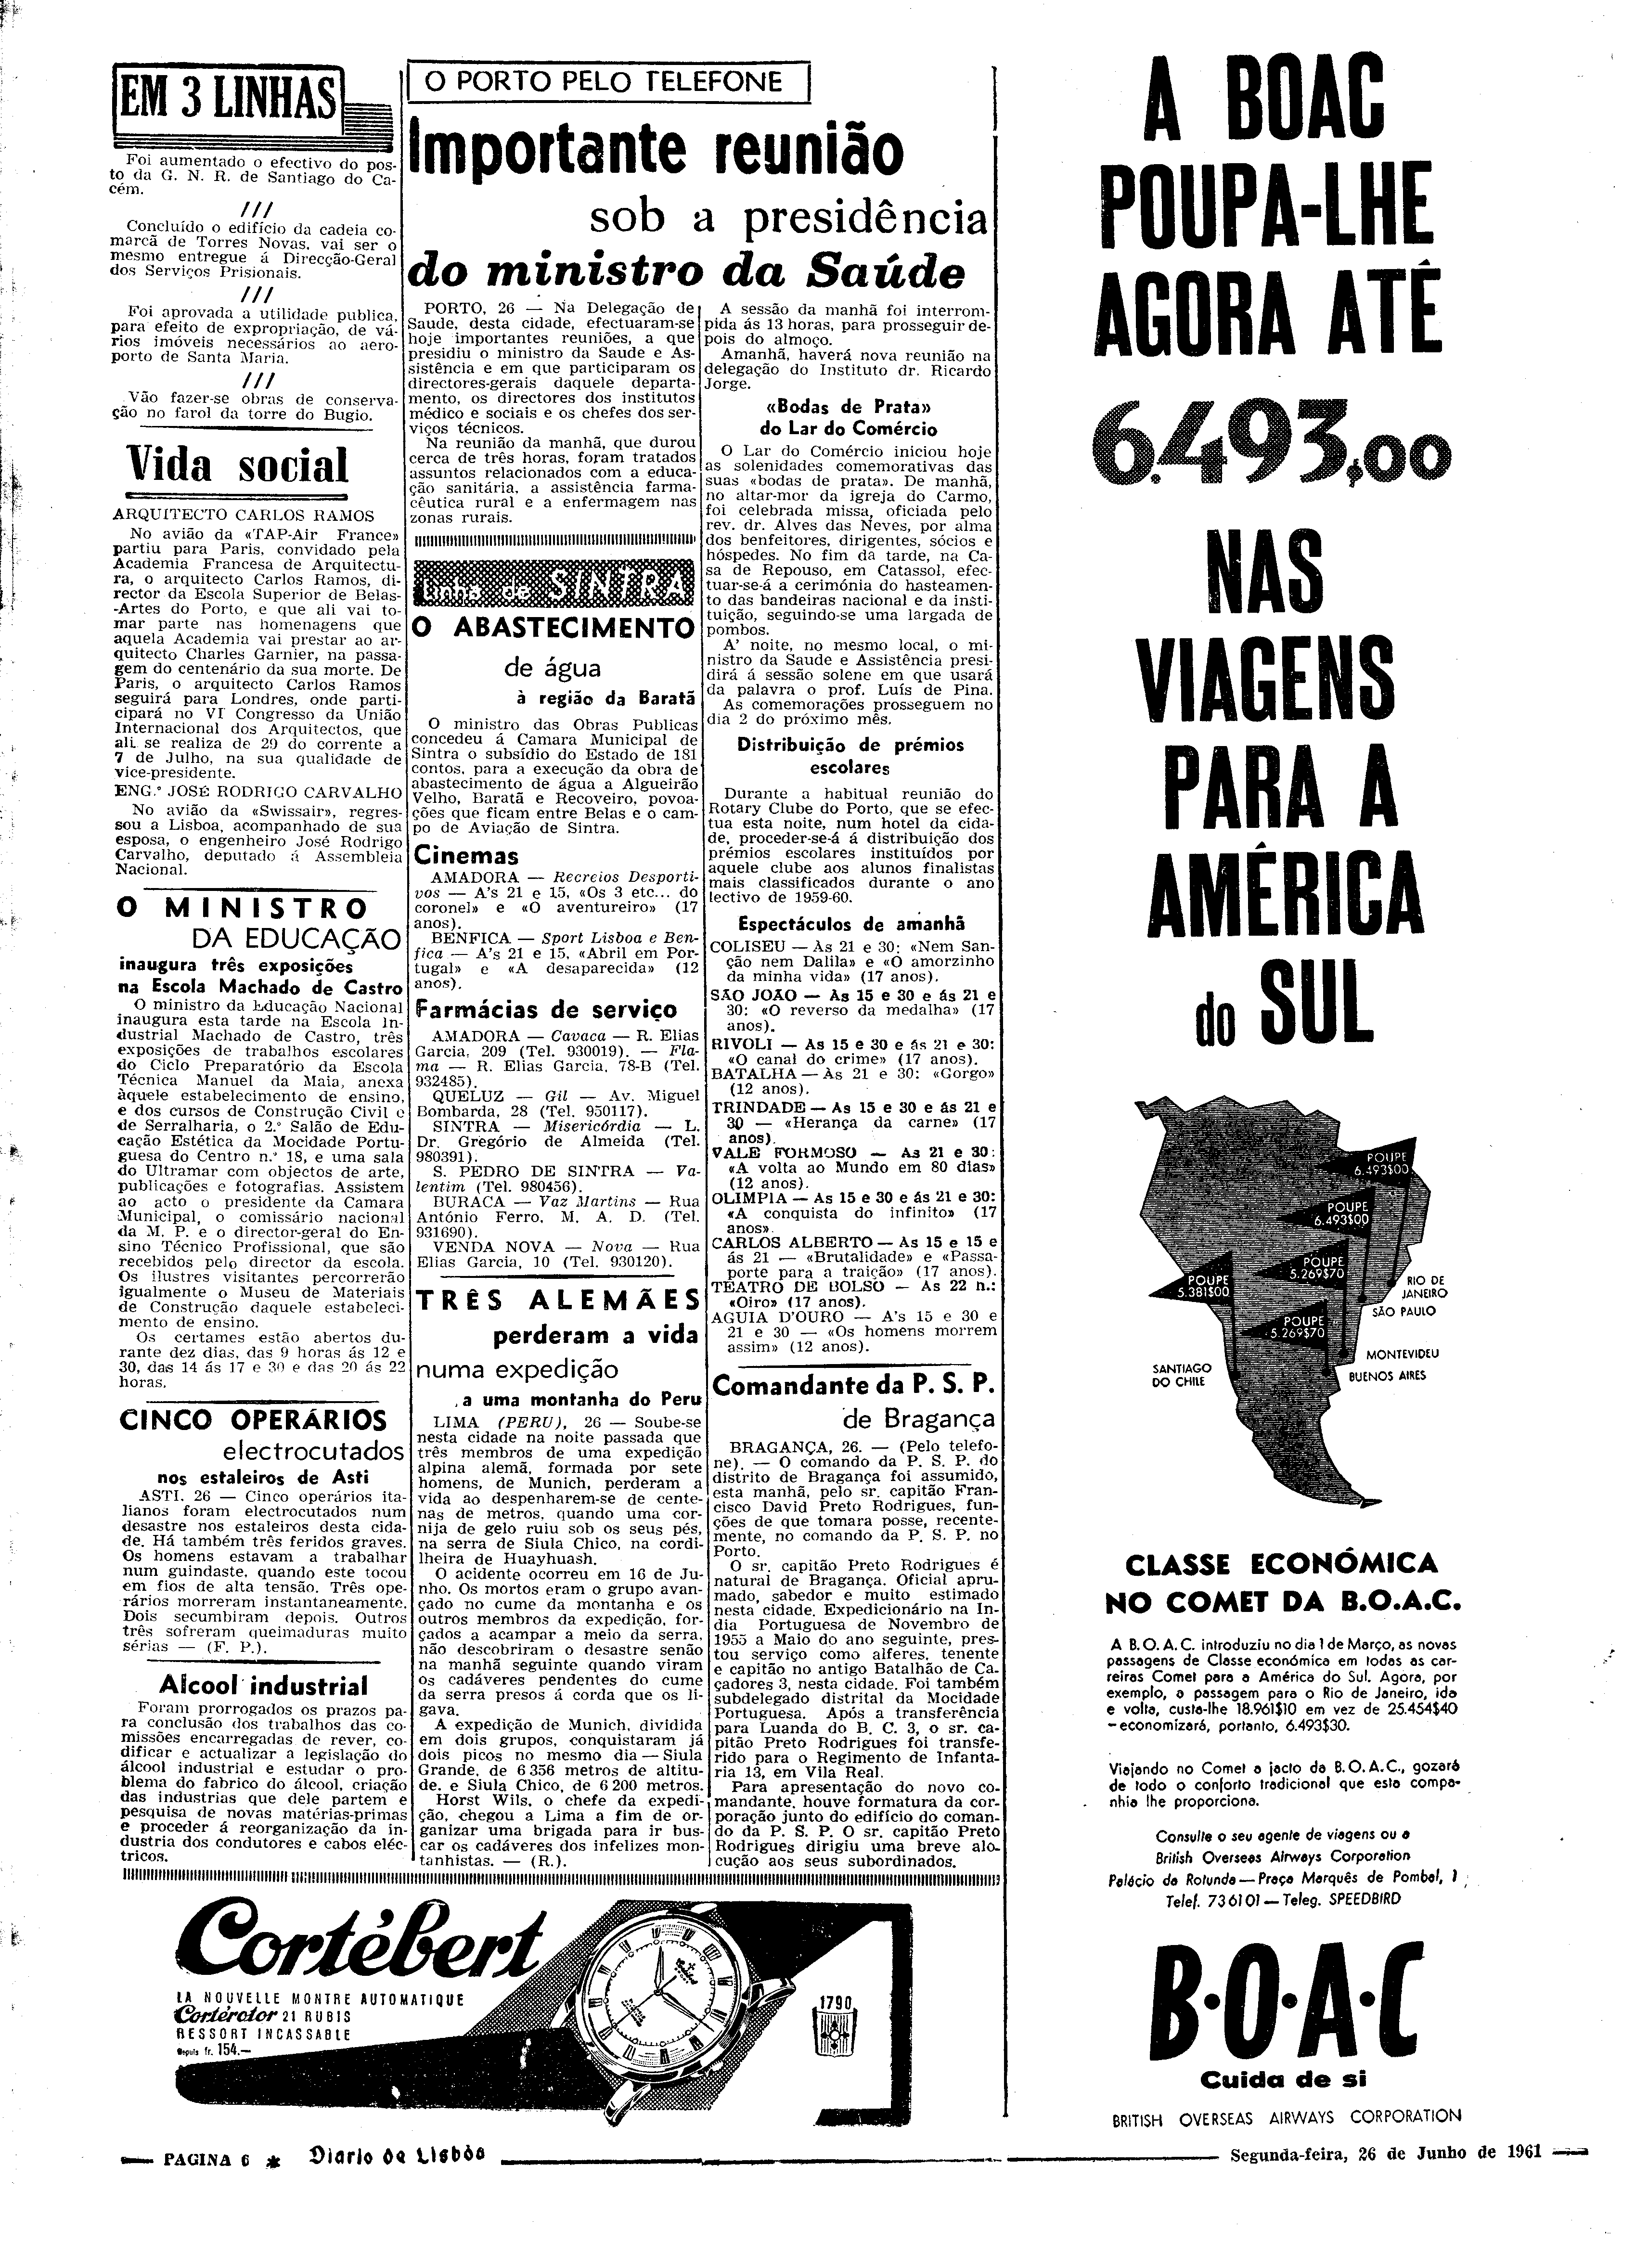 EM 3 LINHAS
Foi aumentado o efectivo do pos-
to da G. N. R. de Santiago do Ca-
cém.
///
Concluído o edifício da cadeia co-
marcã de Torres Novas, vai ser o
mesmo entregue á Direcção-Geral
dos Serviços Prisionais.
///
Foi aprovada a utilidade publica,
para efeito de expropriação, de vá-
rios imóveis necessários ao aero-
porto de Santa Maria.
///
Vão fazer-se obras de conserva-
ção no farol da torre do Bugio.
Vida social
ARQUITECTO CARLOS RAMOS
No avião da «TAP-Air France»
partiu para Paris, convidado pela
Academia Francesa de Arquitectu-
ra, o arquitecto Carlos Ramos, di-
rector da Escola Superior de Belas-
-Artes do Porto, e que ali vai to-
mar parte nas homenagens que
aquela Academia vai prestar ao ar-
quitecto Charles Garnier, na passa-
gem do centenário da sua morte. De
Paris, o arquitecto Carlos Ramos
seguirá para Londres, onde parti-
cipará no VI Congresso da União
Internacional dos Arquitectos, que
ali se realiza de 29 do corrente a
7 de Julho, na sua qualidade de
vice-presidente.
ENG.º JOSÉ RODRIGO CARVALHO
No avião da «Swissair», regres-
sou a Lisboa, acompanhado de sua
esposa, o engenheiro José Rodrigo
Carvalho, deputado á Assembleia
Nacional.
O MINISTRO
DA EDUCAÇÃO
inaugura três exposições
na Escola Machado de Castro
O ministro da Educação Nacional
inaugura esta tarde na Escola In-
dustrial Machado de Castro, três
exposições de trabalhos escolares
do Ciclo Preparatório da Escola
Técnica Manuel da Maia, anexa
àquele estabelecimento de ensino,
e dos cursos de Construção Civil e
de Serralharia, o 2.º Salão de Edu-
cação Estética da Mocidade Portu-
guesa do Centro n.º 18, e uma sala
do Ultramar com objectos de arte,
publicações e fotografias. Assistem
ao acto o presidente da Camara
Municipal, o comissário nacional
da M. P. e o director-geral do En-
sino Técnico Profissional, que são
recebidos pelo director da escola.
Os ilustres visitantes percorrerão
igualmente o Museu de Materiais
de Construção daquele estabeleci-
mento de ensino.
Os certames estão abertos du-
rante dez dias, das 9 horas ás 12 e
30, das 14 ás 17 e 30 e das 20 ás 22
horas.
CINCO OPERÁRIOS
electrocutados
nos estaleiros de Asti
ASTI, 26 — Cinco operários ita-
lianos foram electrocutados num
desastre nos estaleiros desta cida-
de. Há também três feridos graves.
Os homens estavam a trabalhar
num guindaste, quando este tocou
em fios de alta tensão. Três ope-
rários morreram instantaneamente.
Dois secumbiram depois. Outros
três sofreram queimaduras muito
sérias — (F. P.).
Alcool industrial
Foram prorrogados os prazos pa-
ra conclusão dos trabalhos das co-
missões encarregadas de rever, co-
dificar e actualizar a legislação do
álcool industrial e estudar o pro-
blema do fabrico do álcool, criação
das industrias que dele partem e
pesquisa de novas matérias-primas
e proceder á reorganização da in-
dustria dos condutores e cabos eléc-
tricos.
O PORTO PELO TELEFONE
Importante reunião
sob a presidência
do ministro da Saúde
PORTO, 26 — Na Delegação de
Saude, desta cidade, efectuaram-se
hoje importantes reuniões, a que
presidiu o ministro da Saude e As-
sistência e em que participaram os
directores-gerais daquele departa-
mento, os directores dos institutos
médico e sociais e os chefes dos ser-
viços técnicos.
Na reunião da manhã, que durou
cerca de três horas, foram tratados
assuntos relacionados com a educa-
ção sanitária, a assistência farma-
cêutica rural e a enfermagem nas
zonas rurais.
Linha de SINTRA
O ABASTECIMENTO
de água
à região da Baratã
O ministro das Obras Publicas
concedeu á Camara Municipal de
Sintra o subsídio do Estado de 181
contos, para a execução da obra de
abastecimento de água a Algueirão
Velho, Baratã e Recoveiro, povoa-
ções que ficam entre Belas e o cam-
po de Aviação de Sintra.
Cinemas
AMADORA — Recreios Desporti-
vos — A's 21 e 15, «Os 3 etc... do
coronel» e «O aventureiro» (17
anos).
BENFICA — Sport Lisboa e Ben-
fica — A's 21 e 15, «Abril em Por-
tugal» e «A desaparecida» (12
anos).
Farmácias de serviço
AMADORA — Cavaca — R. Elias
Garcia, 209 (Tel. 930019). — Fla-
ma — R. Elias Garcia, 78-B (Tel.
932485).
QUELUZ — Gil — Av. Miguel
Bombarda, 28 (Tel. 950117).
SINTRA — Misericórdia — L.
Dr. Gregório de Almeida (Tel.
980391).
S. PEDRO DE SINTRA — Va-
lentim (Tel. 980456).
BURACA — Vaz Martins — Rua
António Ferro, M. A. D. (Tel.
931690).
VENDA NOVA — Nova — Rua
Elias Garcia, 10 (Tel. 930120).
TRÊS ALEMÃES
perderam a vida
numa expedição
a uma montanha do Peru
LIMA (PERU), 26 — Soube-se
nesta cidade na noite passada que
três membros de uma expedição
alpina alemã, formada por sete
homens, de Munich, perderam a
vida ao despenharem-se de cente-
nas de metros, quando uma cor-
nija de gelo ruiu sob os seus pés,
na serra de Siula Chico, na cordi-
lheira de Huayhuash.
O acidente ocorreu em 16 de Ju-
nho. Os mortos eram o grupo avan-
çado no cume da montanha e os
outros membros da expedição, for-
çados a acampar a meio da serra,
não descobriram o desastre senão
na manhã seguinte quando viram
os cadáveres pendentes do cume
da serra presos á corda que os li-
gava.
A expedição de Munich, dividida
em dois grupos, conquistaram já
dois picos no mesmo dia — Siula
Grande, de 6 356 metros de altitu-
de, e Siula Chico, de 6 200 metros.
Horst Wils, o chefe da expedi-
ção, chegou a Lima a fim de or-
ganizar uma brigada para ir bus-
car os cadáveres dos infelizes mon-
tanhistas. — (R.).
A sessão da manhã foi interrom-
pida ás 13 horas, para prosseguir de-
pois do almoço.
Amanhã, haverá nova reunião na
delegação do Instituto dr. Ricardo
Jorge.
«Bodas de Prata»
do Lar do Comércio
O Lar do Comércio iniciou hoje
as solenidades comemorativas das
suas «bodas de prata». De manhã,
no altar-mor da igreja do Carmo,
foi celebrada missa, oficiada pelo
rev. dr. Alves das Neves, por alma
dos benfeitores, dirigentes, sócios e
hóspedes. No fim da tarde, na Ca-
sa de Repouso, em Catassol, efec-
tuar-se-á a cerimónia do hasteamen-
to das bandeiras nacional e da insti-
tuição, seguindo-se uma largada de
pombos.
A' noite, no mesmo local, o mi-
nistro da Saude e Assistência presi-
dirá á sessão solene em que usará
da palavra o prof. Luís de Pina.
As comemorações prosseguem no
dia 2 do próximo mês.
Distribuição de prémios
escolares
Durante a habitual reunião do
Rotary Clube do Porto, que se efec-
tua esta noite, num hotel da cida-
de, proceder-se-á á distribuição dos
prémios escolares instituídos por
aquele clube aos alunos finalistas
mais classificados durante o ano
lectivo de 1959-60.
Espectáculos de amanhã
COLISEU — As 21 e 30: «Nem San-
ção nem Dalila» e «O amorzinho
da minha vida» (17 anos).
SÃO JOÃO — As 15 e 30 e ás 21 e
30: «O reverso da medalha» (17
anos).
RIVOLI — As 15 e 30 e ás 21 e 30:
«O canal do crime» (17 anos).
BATALHA — Às 21 e 30: «Gorgo»
(12 anos).
TRINDADE — As 15 e 30 e ás 21 e
30 — «Herança da carne» (17
anos).
VALE FORMOSO — As 21 e 30:
«A volta ao Mundo em 80 dias»
(12 anos).
OLIMPIA — As 15 e 30 e ás 21 e 30:
«A conquista do infinito» (17
anos».
CARLOS ALBERTO — As 15 e 15 e
ás 21 — «Brutalidade» e «Passa-
porte para a traição» (17 anos).
TEATRO DE BOLSO — As 22 n.:
«Oiro» (17 anos).
AGUIA D'OURO — A's 15 e 30 e
21 e 30 — «Os homens morrem
assim» (12 anos).
Comandante da P. S. P.
de Bragança
BRAGANÇA, 26. — (Pelo telefo-
ne). — O comando da P. S. P. do
distrito de Bragança foi assumido,
esta manhã, pelo sr. capitão Fran-
cisco David Preto Rodrigues, fun-
ções de que tomara posse, recente-
mente, no comando da P. S. P. no
Porto.
O sr. capitão Preto Rodrigues é
natural de Bragança. Oficial apru-
mado, sabedor e muito estimado
nesta cidade. Expedicionário na In-
dia Portuguesa de Novembro de
1955 a Maio do ano seguinte, pres-
tou serviço como alferes, tenente
e capitão no antigo Batalhão de Ca-
çadores 3, nesta cidade. Foi também
subdelegado distrital da Mocidade
Portuguesa. Após a transferência
para Luanda do B. C. 3, o sr. ca-
pitão Preto Rodrigues foi transfe-
rido para o Regimento de Infanta-
ria 13, em Vila Real.
Para apresentação do novo co-
mandante, houve formatura da cor-
poração junto do edifício do coman-
do da P. S. P. O sr. capitão Preto
Rodrigues dirigiu uma breve alo-
cução aos seus subordinados.
Cortébert
LA NOUVELLE MONTRE AUTOMATIQUE
Cortérotor 21 RUBIS
RESSORT INCASSABLE
Depuis fr. 154.—
1790
A BOAC
POUPA-LHE
AGORA ATÉ
6.493,00
NAS
VIAGENS
PARA A
AMÉRICA
do SUL
POUPE
6.493$00
POUPE
6.493$00
POUPE
5.269$70
POUPE
5.381$00
POUPE
5.269$70
RIO DE
JANEIRO
SÃO PAULO
MONTEVIDEU
BUENOS AIRES
SANTIAGO
DO CHILE
CLASSE ECONÓMICA
NO COMET DA B.O.A.C.
A B.O.A.C. introduziu no dia 1 de Março, as novas
passagens de Classe económica em todas as car-
reiras Comet para a América do Sul. Agora, por
exemplo, a passagem para o Rio de Janeiro, ida
e volta, custa-lhe 18.961$10 em vez de 25.454$40
– economizará, portanto, 6.493$30.
Viajando no Comet a jacto da B.O.A.C., gozará
de todo o conforto tradicional que esta compa-
nhia lhe proporciona.
Consulte o seu agente de viagens ou a
British Overseas Airways Corporation
Palácio da Rotunda — Praça Marquês de Pombal, 1
Telef. 736101 — Teleg. SPEEDBIRD
B·O·A·C
Cuida de si
BRITISH OVERSEAS AIRWAYS CORPORATION
PAGINA 6 * Diario de Lisbôa
Segunda-feira, 26 de Junho de 1961